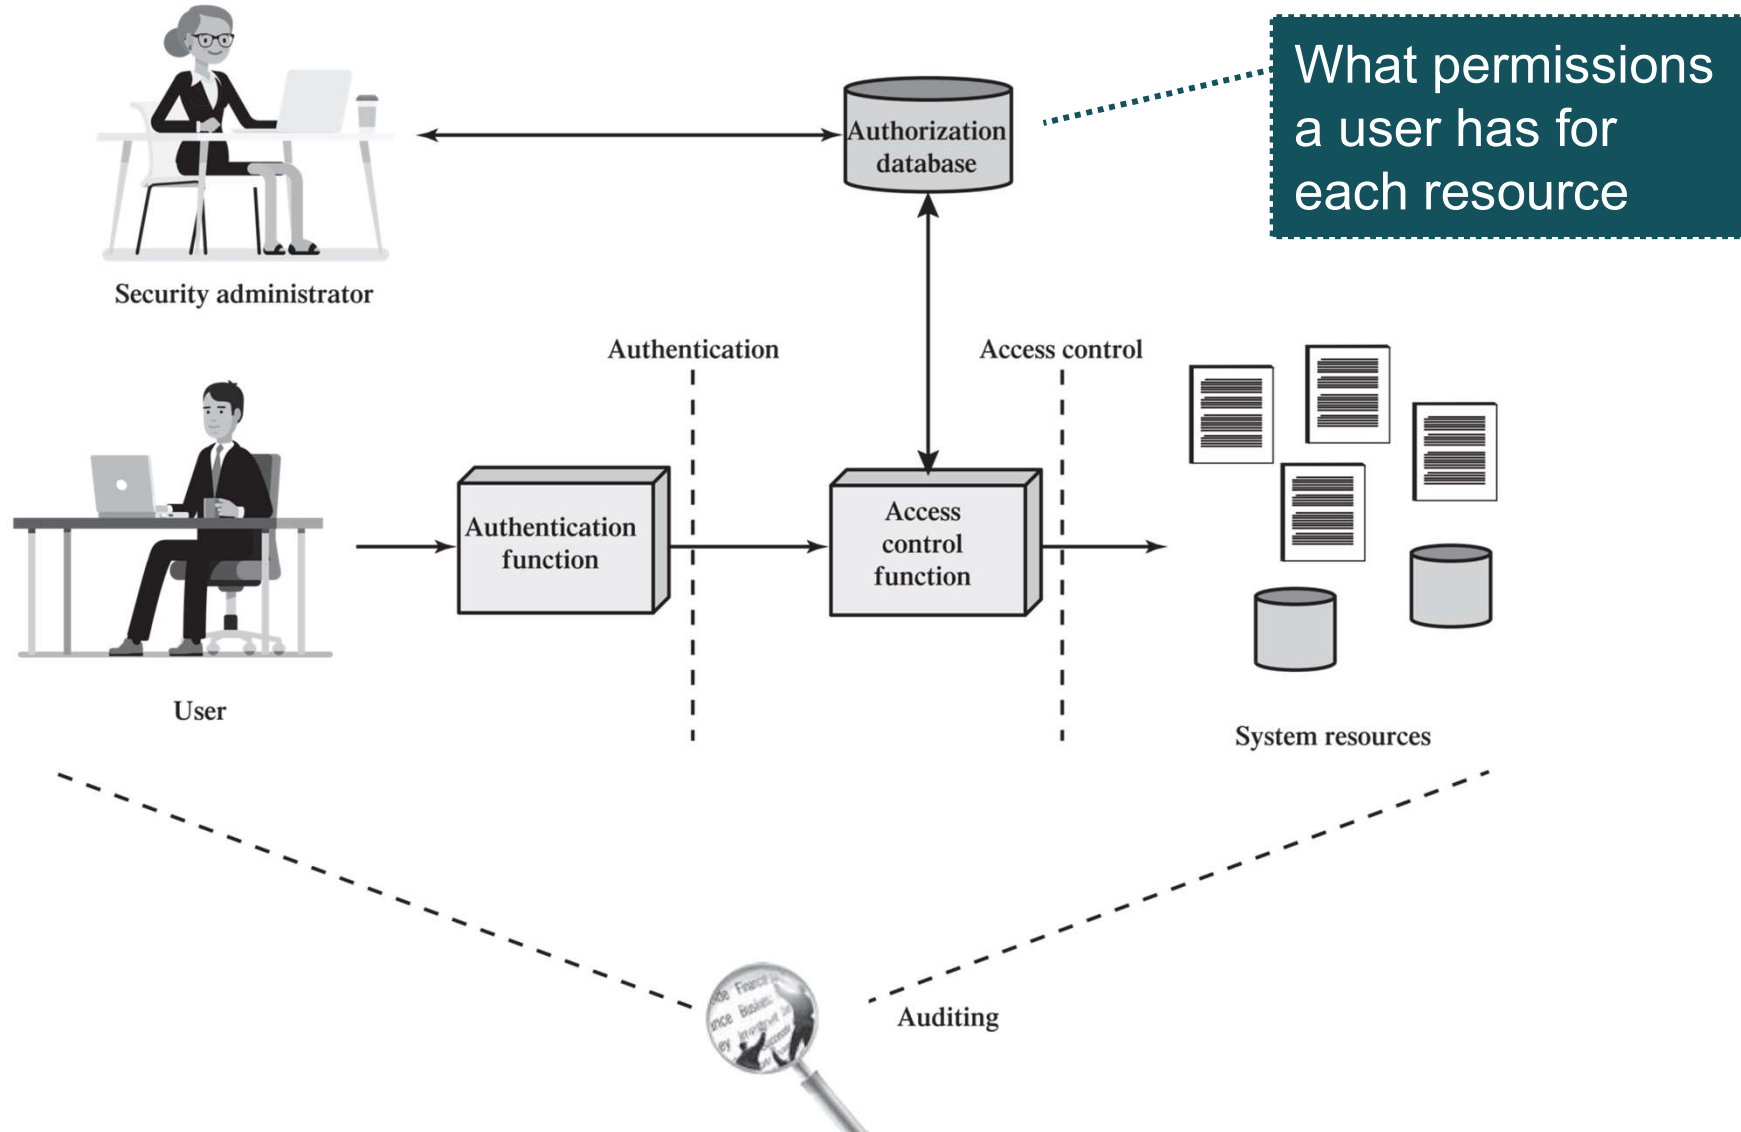 What permissions
a user has for
each resource
Authorization
database
Security administrator
Authentication
Access control
Authentication
function
Access
control
function
User
System resources
Auditing